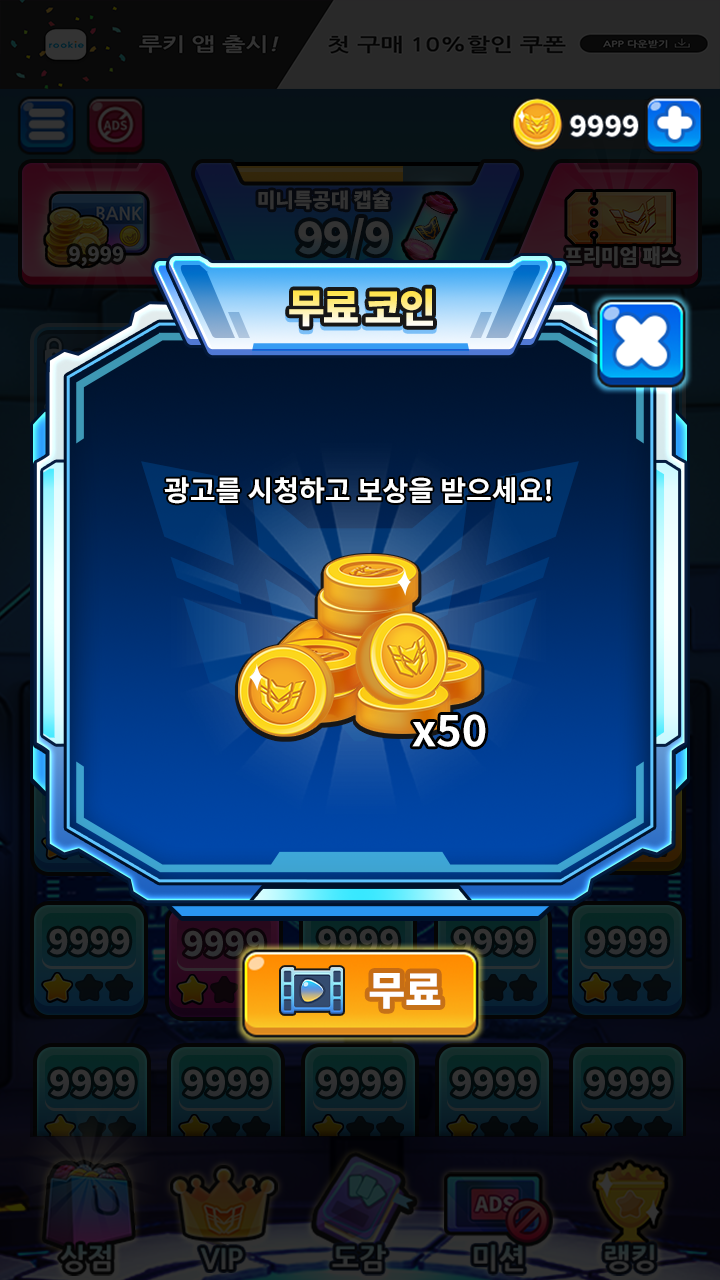 rookie
루키 앱 출시!
첫 구매 10%할인 쿠폰
APP 다운받기
ADS
9999
BANK
9,999
미니특공대 캡슐
99/9
프리미엄 패스
무료 코인
광고를 시청하고 보상을 받으세요!
x50
9999
9999
9999
9999
9999
무료
9999
9999
9999
9999
9999
상점
VIP
도감
ADS
미션
랭킹